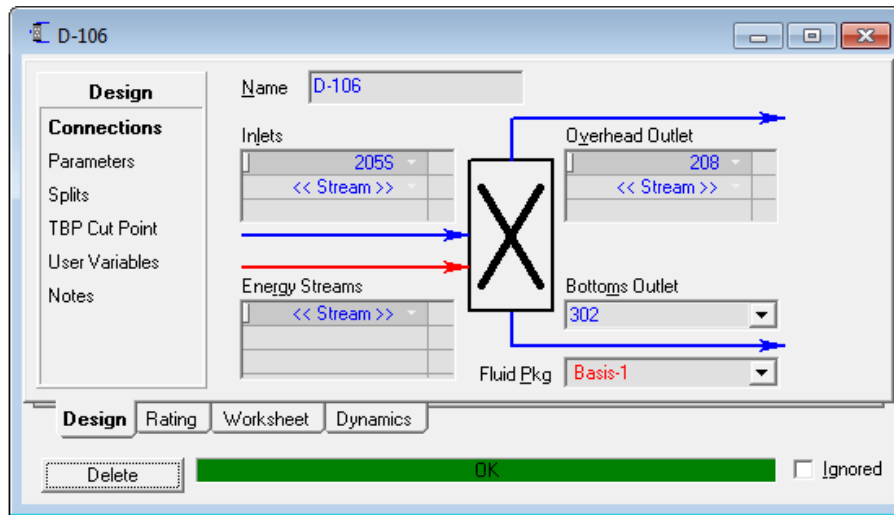 D-106
Design
Connections
Parameters
Splits
TBP Cut Point
User Variables
Notes
Name D-106
Inlets
205S
<< Stream >>
Energy Streams
<< Stream >>
Overhead Outlet
208
<< Stream >>
Bottoms Outlet
302
Fluid Pkg Basis-1
Design Rating Worksheet Dynamics
Delete OK Ignored